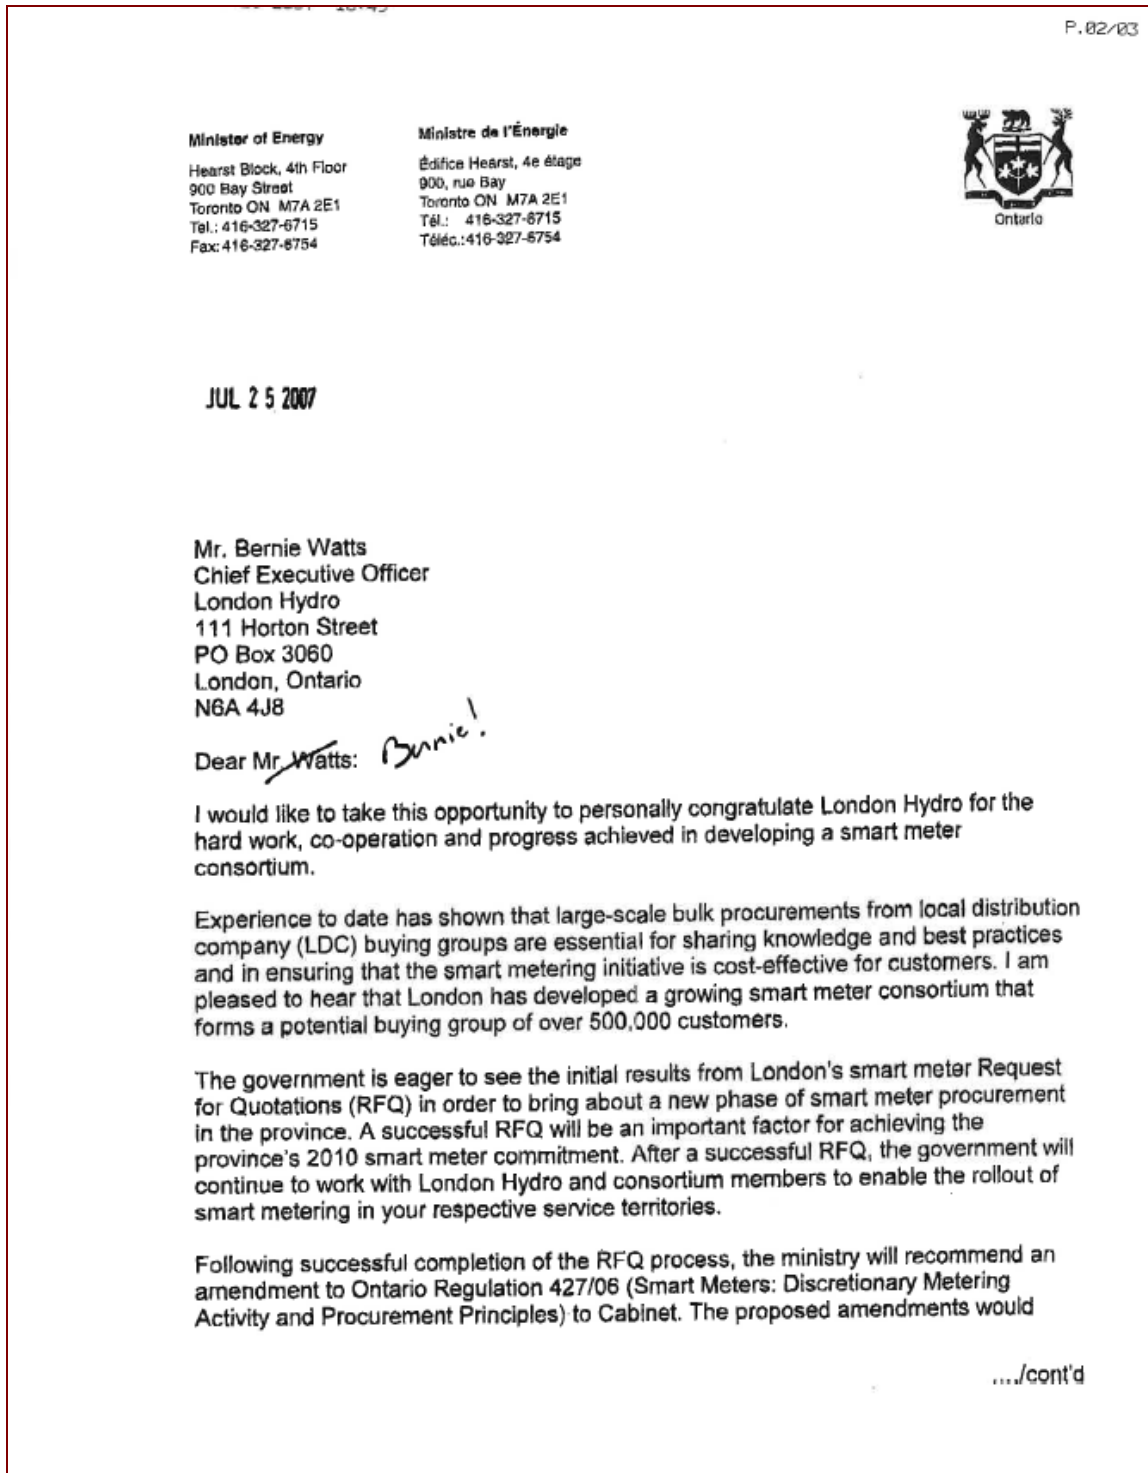 P.02/03
Minister of Energy
Hearst Block, 4th Floor
900 Bay Street
Toronto ON M7A 2E1
Tel.: 416-327-6715
Fax: 416-327-6754
Ministre de l'Énergie
Édifice Hearst, 4e étage
900, rue Bay
Toronto ON M7A 2E1
Tél.: 416-327-6715
Téléc.: 416-327-6754
Ontario
JUL 25 2007
Mr. Bernie Watts
Chief Executive Officer
London Hydro
111 Horton Street
PO Box 3060
London, Ontario
N6A 4J8
Dear Mr. Watts: Bernie!
I would like to take this opportunity to personally congratulate London Hydro for the
hard work, co-operation and progress achieved in developing a smart meter
consortium.
Experience to date has shown that large-scale bulk procurements from local distribution
company (LDC) buying groups are essential for sharing knowledge and best practices
and in ensuring that the smart metering initiative is cost-effective for customers. I am
pleased to hear that London has developed a growing smart meter consortium that
forms a potential buying group of over 500,000 customers.
The government is eager to see the initial results from London's smart meter Request
for Quotations (RFQ) in order to bring about a new phase of smart meter procurement
in the province. A successful RFQ will be an important factor for achieving the
province's 2010 smart meter commitment. After a successful RFQ, the government will
continue to work with London Hydro and consortium members to enable the rollout of
smart metering in your respective service territories.
Following successful completion of the RFQ process, the ministry will recommend an
amendment to Ontario Regulation 427/06 (Smart Meters: Discretionary Metering
Activity and Procurement Principles) to Cabinet. The proposed amendments would
..../cont'd